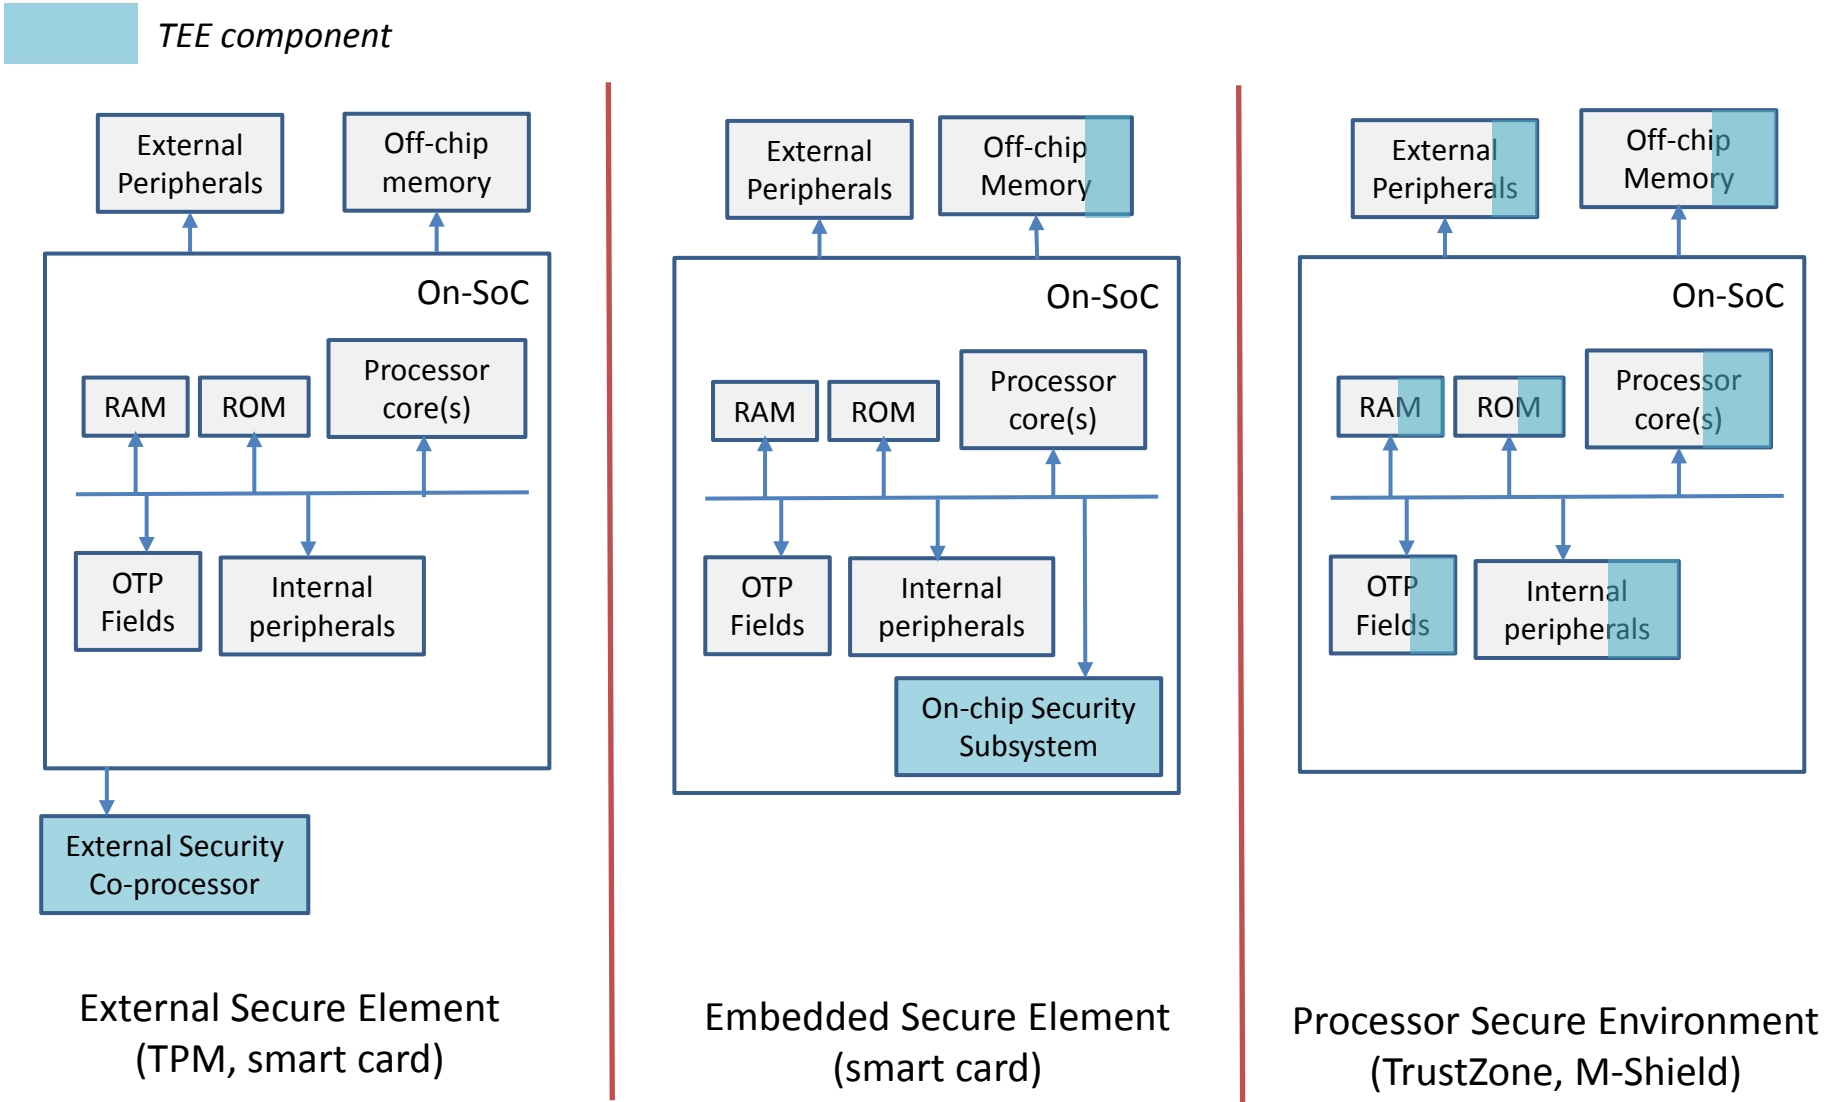 TEE component
External
Peripherals
Off-chip
memory
On-SoC
RAM
ROM
Processor
core(s)
OTP
Fields
Internal
peripherals
External Security
Co-processor
External Secure Element
(TPM, smart card)
External
Peripherals
Off-chip
Memory
On-SoC
RAM
ROM
Processor
core(s)
OTP
Fields
Internal
peripherals
On-chip Security
Subsystem
Embedded Secure Element
(smart card)
External
Peripherals
Off-chip
Memory
On-SoC
RAM
ROM
Processor
core(s)
OTP
Fields
Internal
peripherals
Processor Secure Environment
(TrustZone, M-Shield)